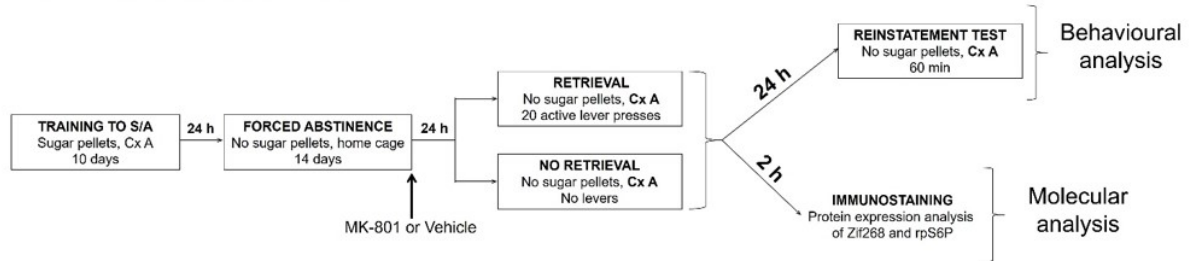 TRAINING TO S/A
Sugar pellets, Cx A
10 days
24 h
FORCED ABSTINENCE
No sugar pellets, home cage
14 days
MK-801 or Vehicle
24 h
RETRIEVAL
No sugar pellets, Cx A
20 active lever presses
NO RETRIEVAL
No sugar pellets, Cx A
No levers
24 h
REINSTATEMENT TEST
No sugar pellets, Cx A
60 min
Behavioural
analysis
2 h
IMMUNOSTAINING
Protein expression analysis
of Zif268 and rpS6P
Molecular
analysis